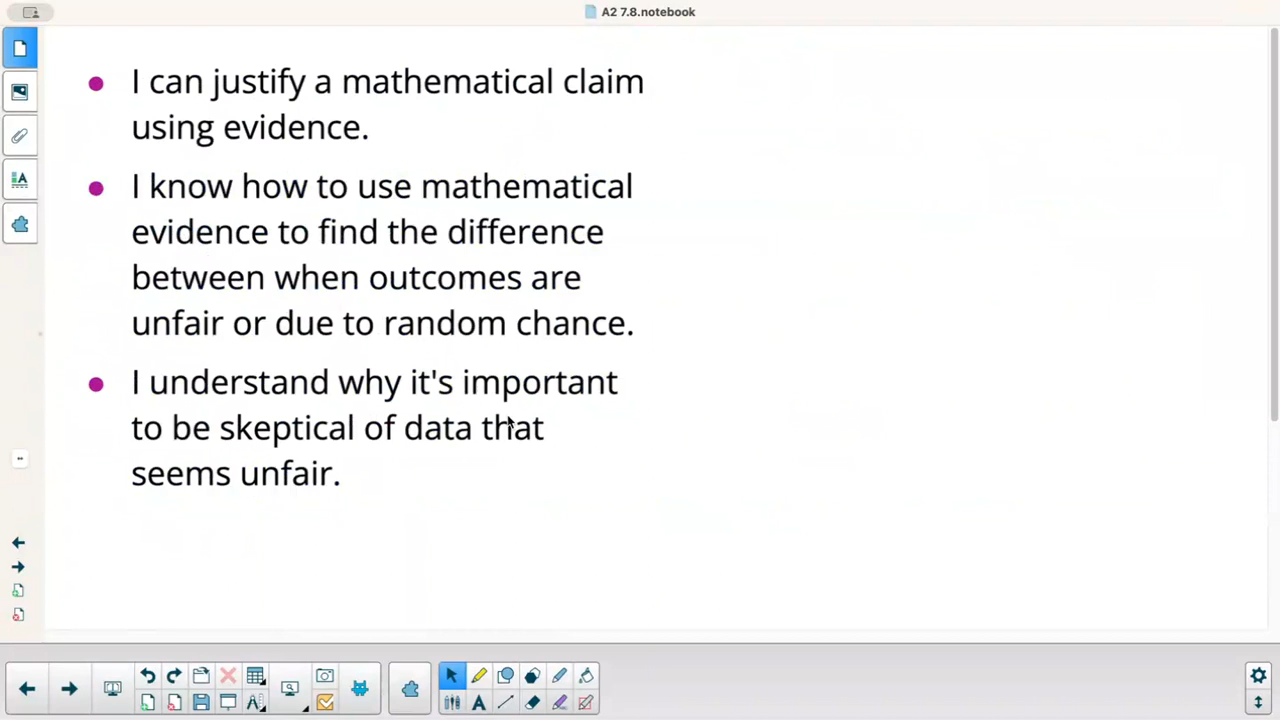 A2 7.8.notebook
● I can justify a mathematical claim
using evidence.
● I know how to use mathematical
evidence to find the difference
between when outcomes are
unfair or due to random chance.
● I understand why it's important
to be skeptical of data that
seems unfair.